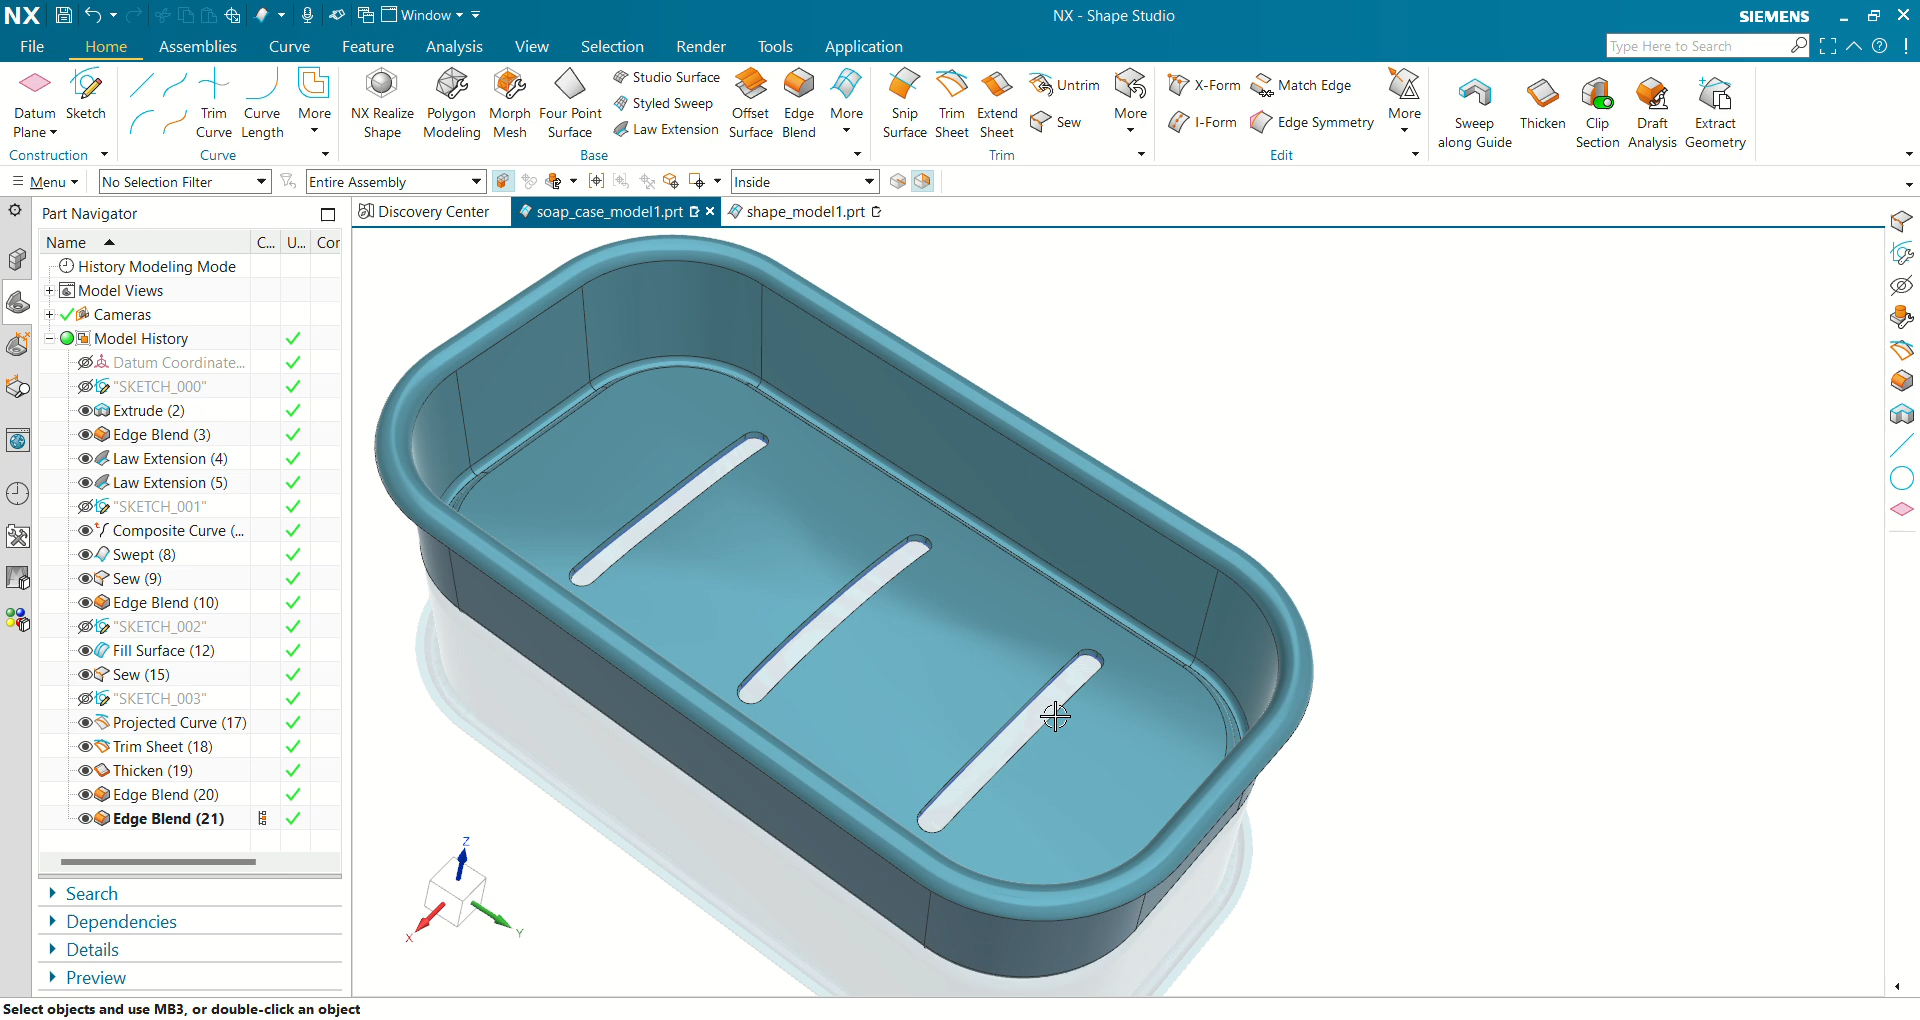 NX Window NX - Shape Studio SIEMENS
File Home Assemblies Curve Feature Analysis View Selection Render Tools Application Type Here to Search
Datum Plane Sketch Trim Curve Curve Length More NX Realize Shape Polygon Modeling Morph Mesh Four Point Surface Studio Surface Styled Sweep Law Extension Offset Surface Edge Blend More Snip Surface Trim Sheet Extend Sheet Untrim Sew More X-Form I-Form Match Edge Edge Symmetry More Sweep along Guide Thicken Clip Section Draft Analysis Extract Geometry
Construction Curve Base Trim Edit
Menu No Selection Filter Entire Assembly Inside
Part Navigator Discovery Center soap_case_model1.prt shape_model1.prt
Name C... U... Cor
History Modeling Mode
Model Views
Cameras
Model History
Datum Coordinate...
"SKETCH_000"
Extrude (2)
Edge Blend (3)
Law Extension (4)
Law Extension (5)
"SKETCH_001"
Composite Curve (...
Swept (8)
Sew (9)
Edge Blend (10)
"SKETCH_002"
Fill Surface (12)
Sew (15)
"SKETCH_003"
Projected Curve (17)
Trim Sheet (18)
Thicken (19)
Edge Blend (20)
Edge Blend (21)
Z
X
Y
Search
Dependencies
Details
Preview
Select objects and use MB3, or double-click an object